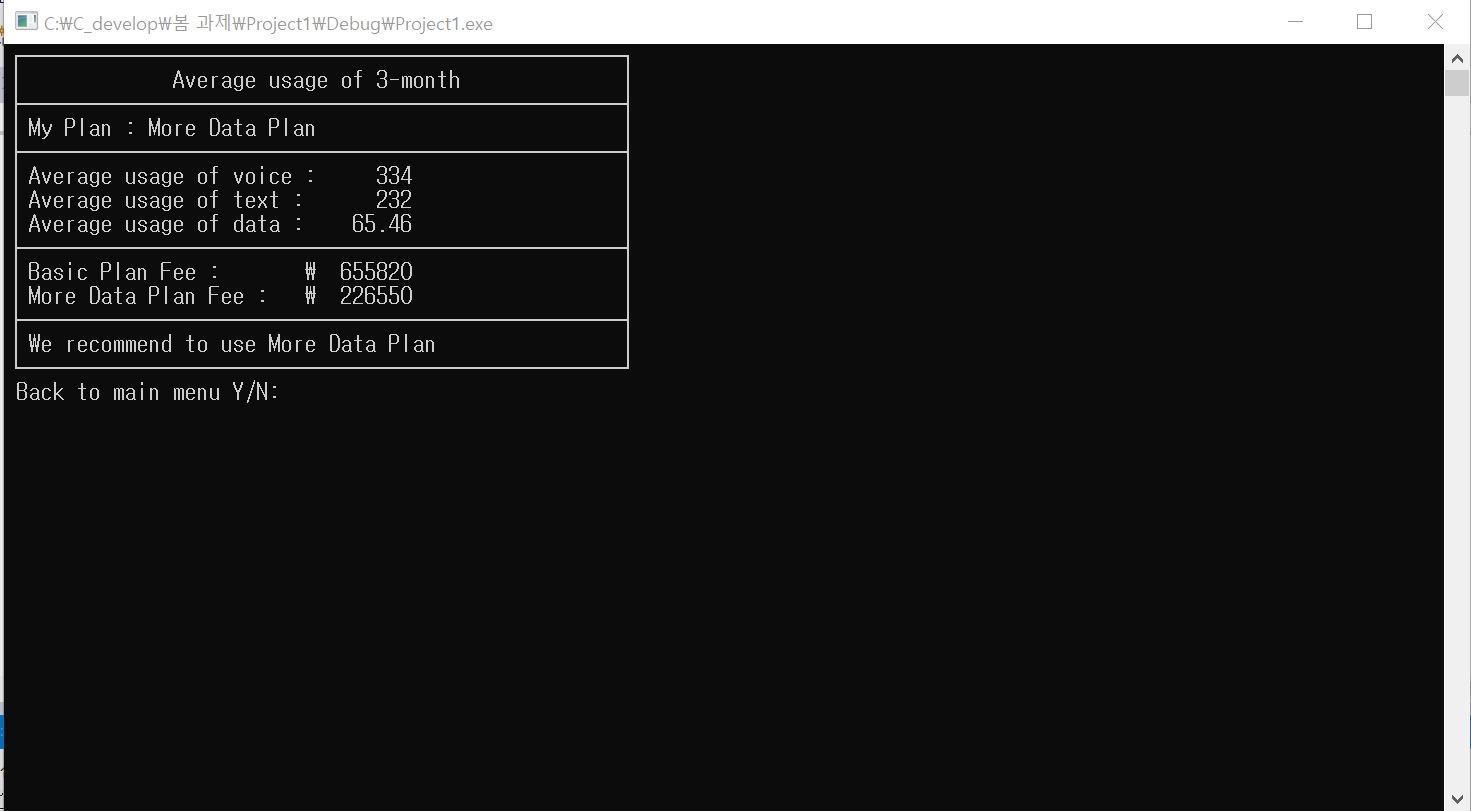 C:₩C_develop₩봄 과제₩Project1₩Debug₩Project1.exe
Average usage of 3-month
My Plan : More Data Plan
Average usage of voice : 334
Average usage of text : 232
Average usage of data : 65.46
Basic Plan Fee : ₩ 655820
More Data Plan Fee : ₩ 226550
We recommend to use More Data Plan
Back to main menu Y/N: